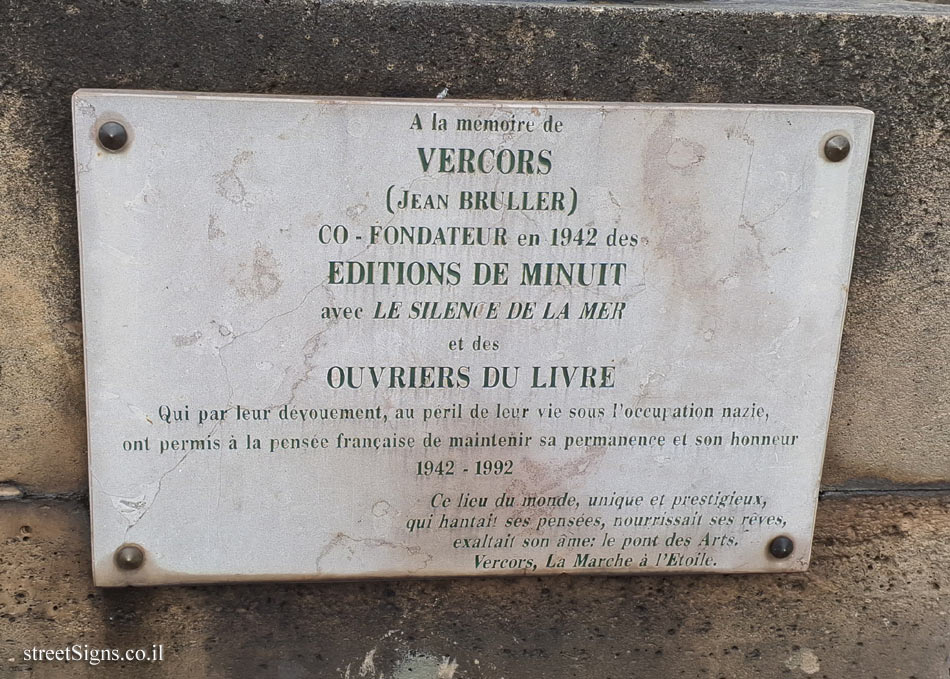 A la mémoire de
VERCORS
(JEAN BRULLER)
CO - FONDATEUR en 1942 des
EDITIONS DE MINUIT
avec LE SILENCE DE LA MER
et des
OUVRIERS DU LIVRE
Qui par leur dévouement, au péril de leur vie sous l'occupation nazie,
ont permis à la pensée française de maintenir sa permanence et son honneur
1942 - 1992
Ce lieu du monde, unique et prestigieux,
qui hantait ses pensées, nourrissait ses rêves,
exaltait son âme: le pont des Arts.
Vercors, La Marche à l'Etoile.
streetSigns.co.il